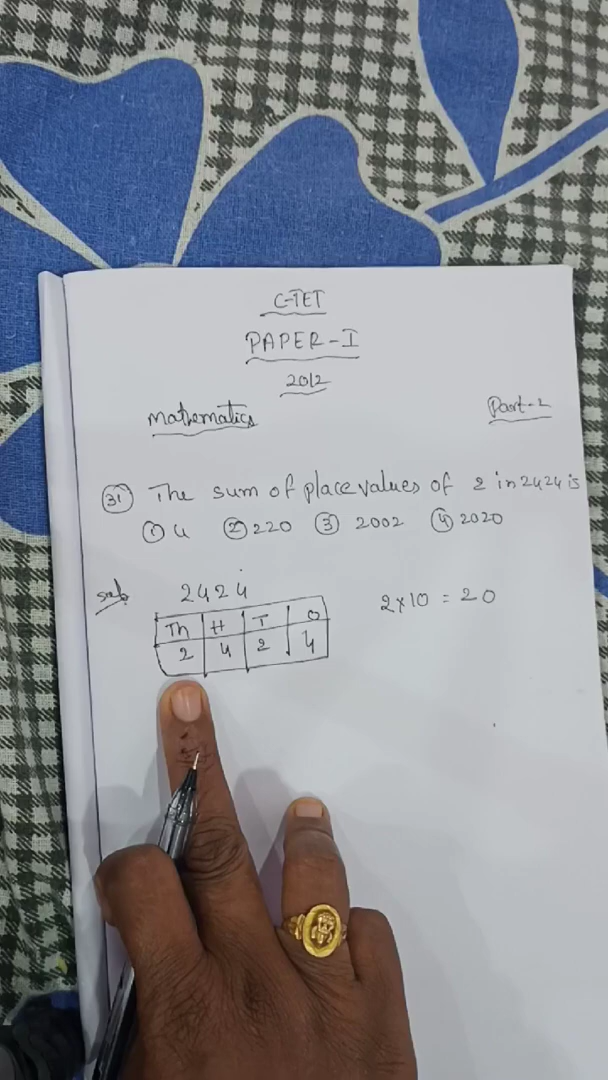 C-TET
PAPER-I
2012
Mathematics Part-2
31 The sum of place values of 2 in 2424 is
① 4 ② 220 ③ 2002 ④ 2020
Sol: 2424
Th H T O
2 4 2 4
2×10 = 20